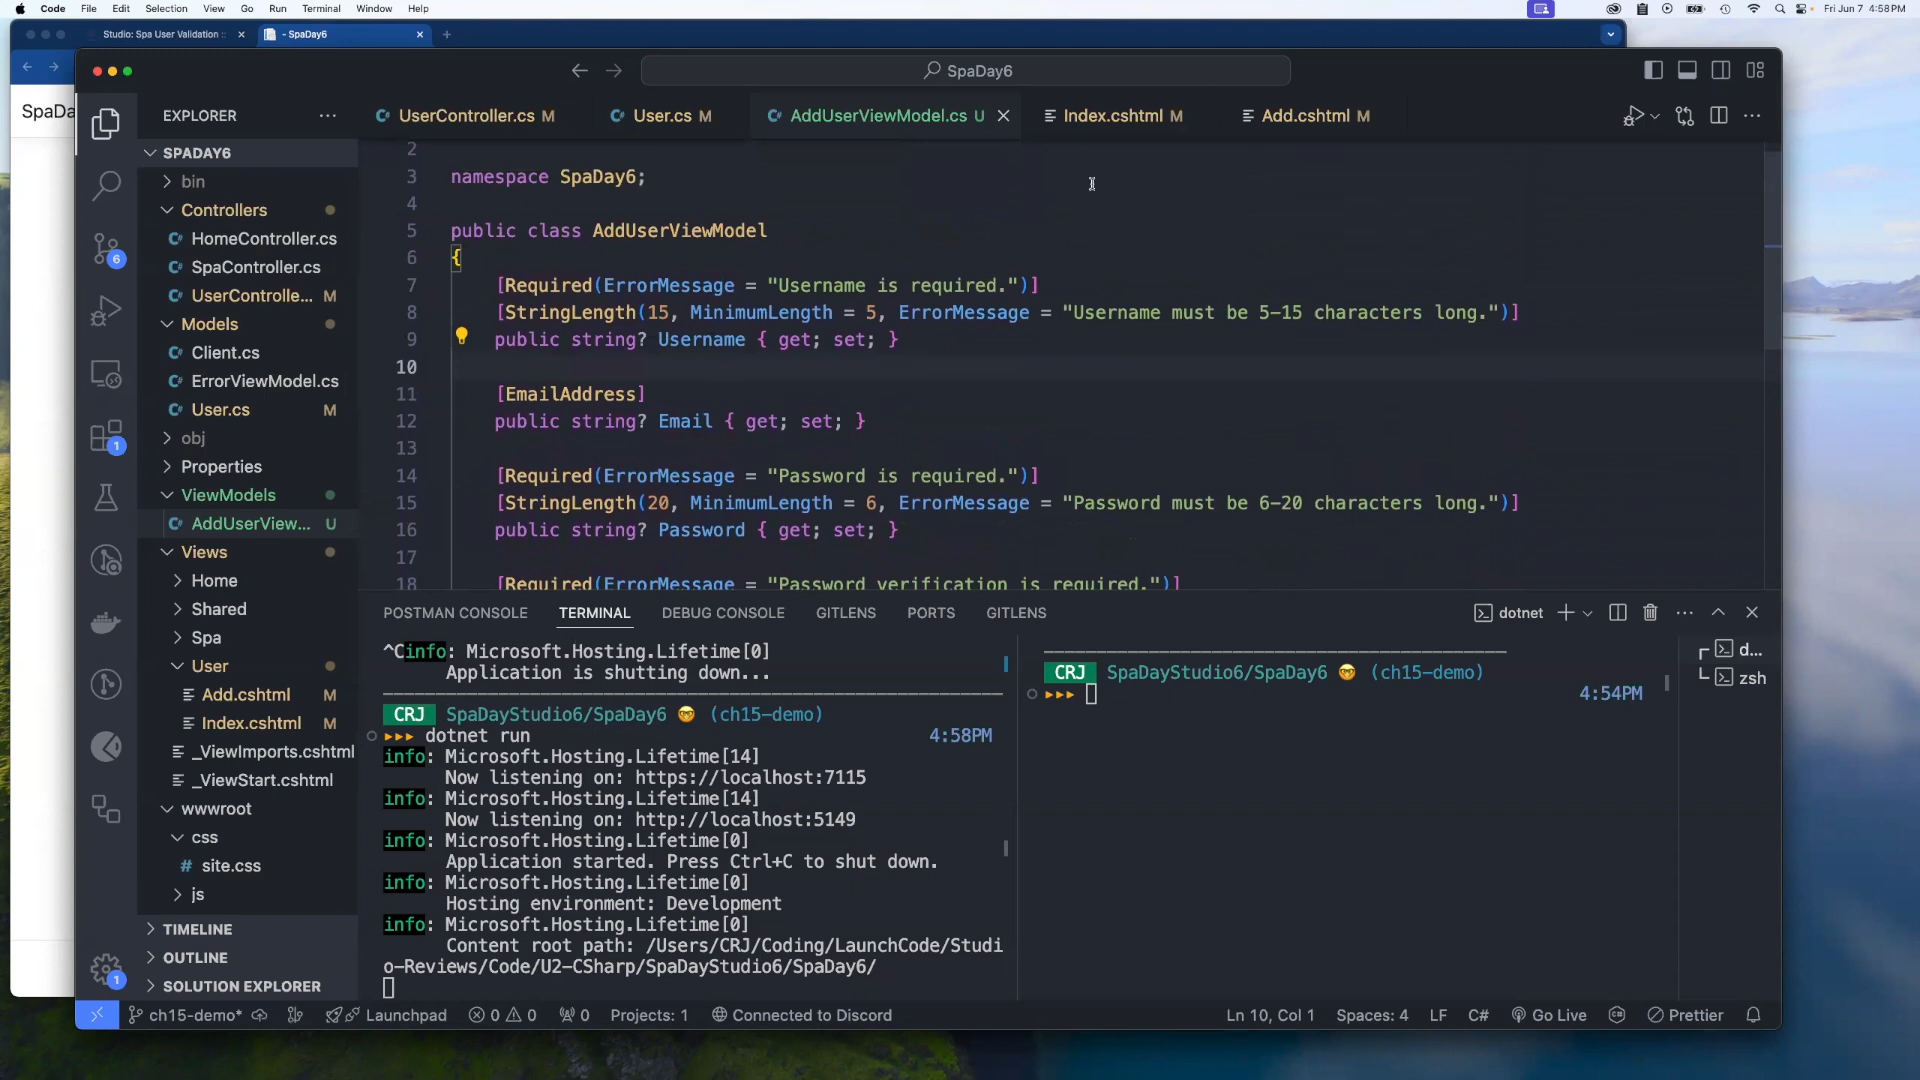 Code File Edit Selection View Go Run Terminal Window Help
Fri Jun 7 4:58 PM
Studio: Spa User Validation ::
- SpaDay6
SpaDay6
SpaDa
EXPLORER
UserController.cs M
User.cs M
AddUserViewModel.cs U
Index.cshtml M
Add.cshtml M
SPADAY6
bin
Controllers
HomeController.cs
SpaController.cs
UserControlle... M
Models
Client.cs
ErrorViewModel.cs
User.cs M
obj
Properties
ViewModels
AddUserView... U
Views
Home
Shared
Spa
User
Add.cshtml M
Index.cshtml M
_ViewImports.cshtml
_ViewStart.cshtml
wwwroot
css
# site.css
js
TIMELINE
OUTLINE
SOLUTION EXPLORER
6
1
1
2
3 namespace SpaDay6;
4
5 public class AddUserViewModel
6 {
7 [Required(ErrorMessage = "Username is required.")]
8 [StringLength(15, MinimumLength = 5, ErrorMessage = "Username must be 5-15 characters long.")]
9 public string? Username { get; set; }
10
11 [EmailAddress]
12 public string? Email { get; set; }
13
14 [Required(ErrorMessage = "Password is required.")]
15 [StringLength(20, MinimumLength = 6, ErrorMessage = "Password must be 6-20 characters long.")]
16 public string? Password { get; set; }
17
18 [Required(ErrorMessage = "Password verification is required.")]
POSTMAN CONSOLE TERMINAL DEBUG CONSOLE GITLENS PORTS GITLENS
dotnet
^Cinfo: Microsoft.Hosting.Lifetime[0]
Application is shutting down...
CRJ SpaDayStudio6/SpaDay6 🤓 (ch15-demo)
dotnet run 4:58PM
info: Microsoft.Hosting.Lifetime[14]
Now listening on: https://localhost:7115
info: Microsoft.Hosting.Lifetime[14]
Now listening on: http://localhost:5149
info: Microsoft.Hosting.Lifetime[0]
Application started. Press Ctrl+C to shut down.
info: Microsoft.Hosting.Lifetime[0]
Hosting environment: Development
info: Microsoft.Hosting.Lifetime[0]
Content root path: /Users/CRJ/Coding/LaunchCode/Studi
o-Reviews/Code/U2-CSharp/SpaDayStudio6/SpaDay6/
CRJ SpaDayStudio6/SpaDay6 🤓 (ch15-demo)
4:54PM
d...
zsh
ch15-demo* Launchpad 0 0 0 Projects: 1 Connected to Discord
Ln 10, Col 1 Spaces: 4 LF C# Go Live Prettier